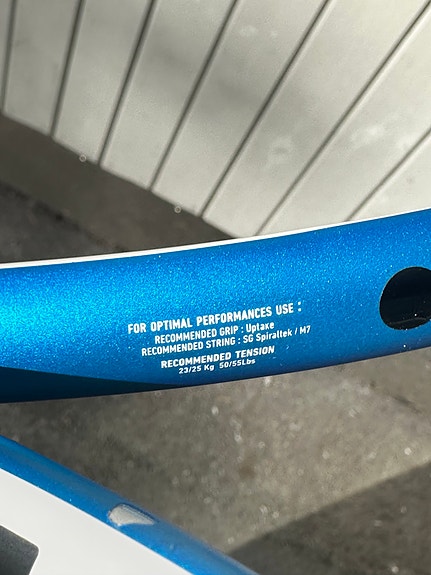 FOR OPTIMAL PERFORMANCES USE :
RECOMMENDED GRIP : Uptake
RECOMMENDED STRING : SG Spiraltek / M7
RECOMMENDED TENSION
23/25 Kg 50/55Lbs